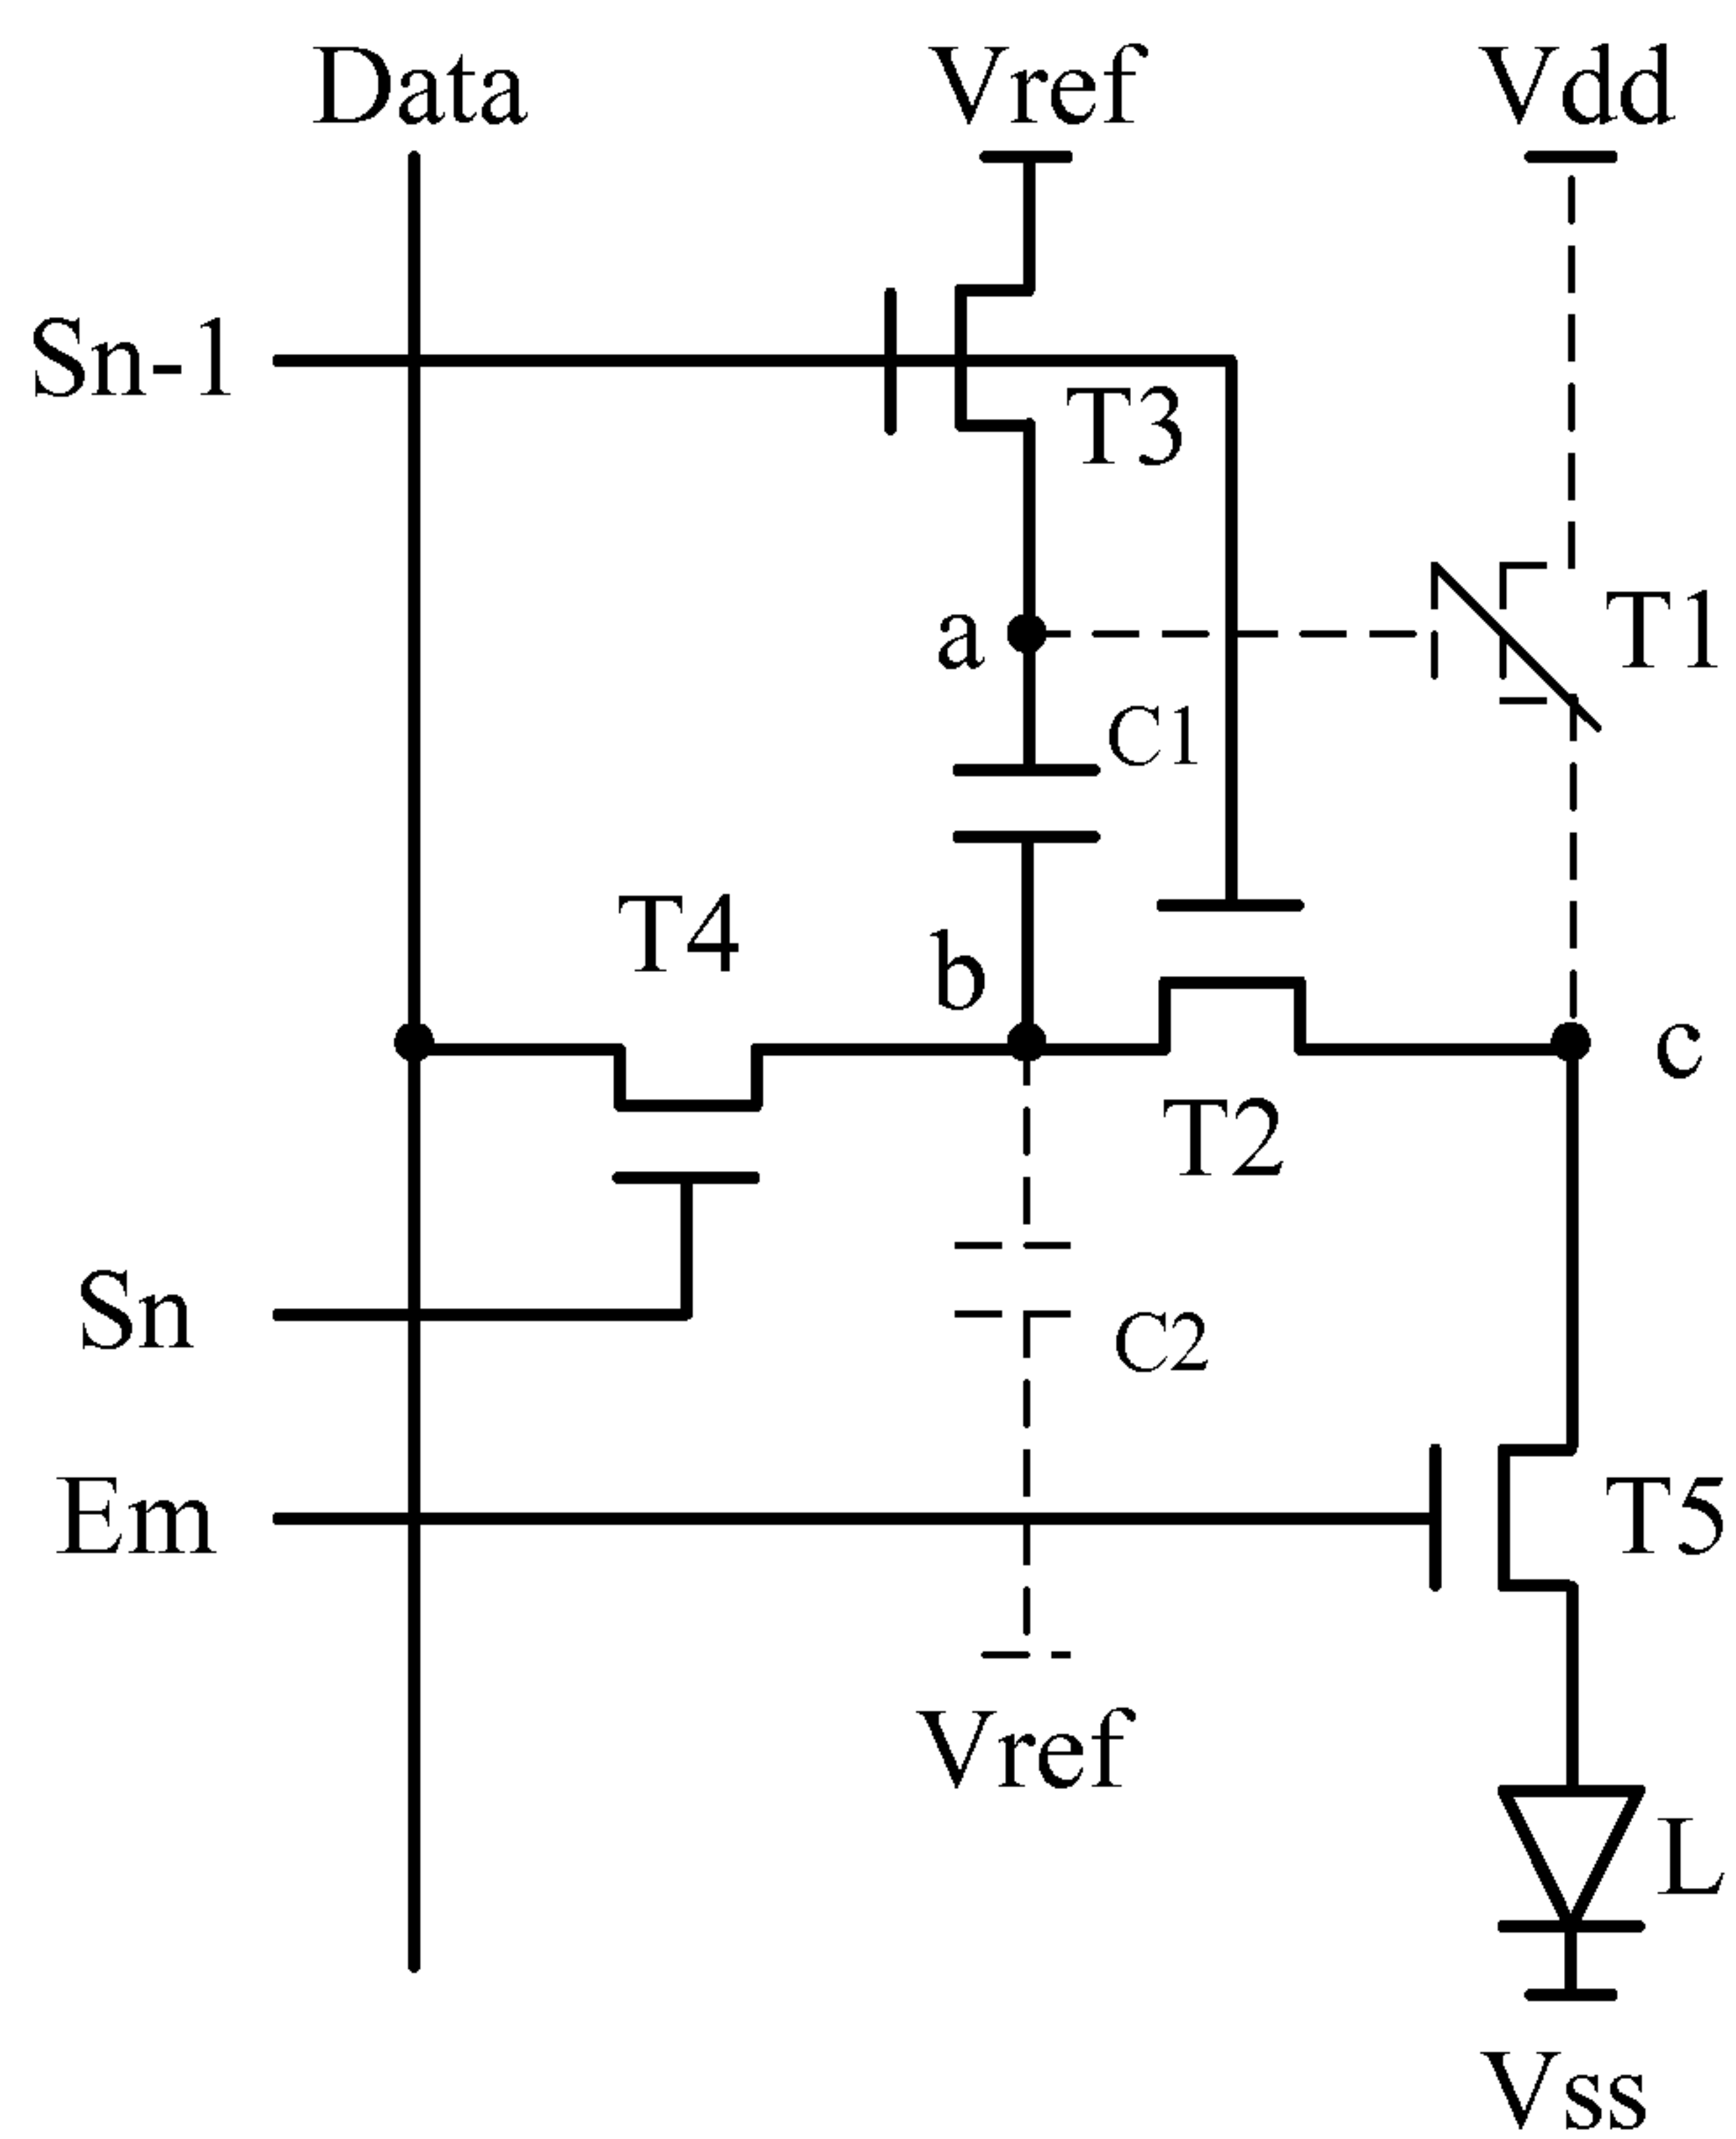 Data Vref Vdd
Sn-1
T3
a
T1
C1
T4
b
c
T2
Sn
C2
Em
T5
Vref
L
Vss